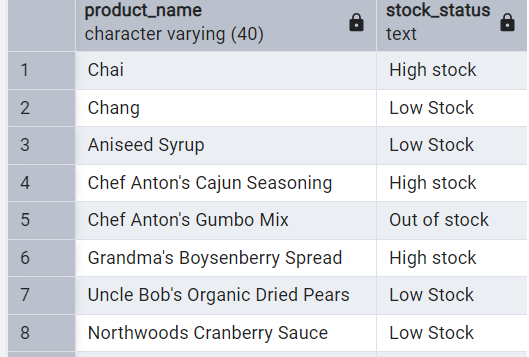 product_name stock_status
character varying (40) text
1 Chai High stock
2 Chang Low Stock
3 Aniseed Syrup Low Stock
4 Chef Anton's Cajun Seasoning High stock
5 Chef Anton's Gumbo Mix Out of stock
6 Grandma's Boysenberry Spread High stock
7 Uncle Bob's Organic Dried Pears Low Stock
8 Northwoods Cranberry Sauce Low Stock